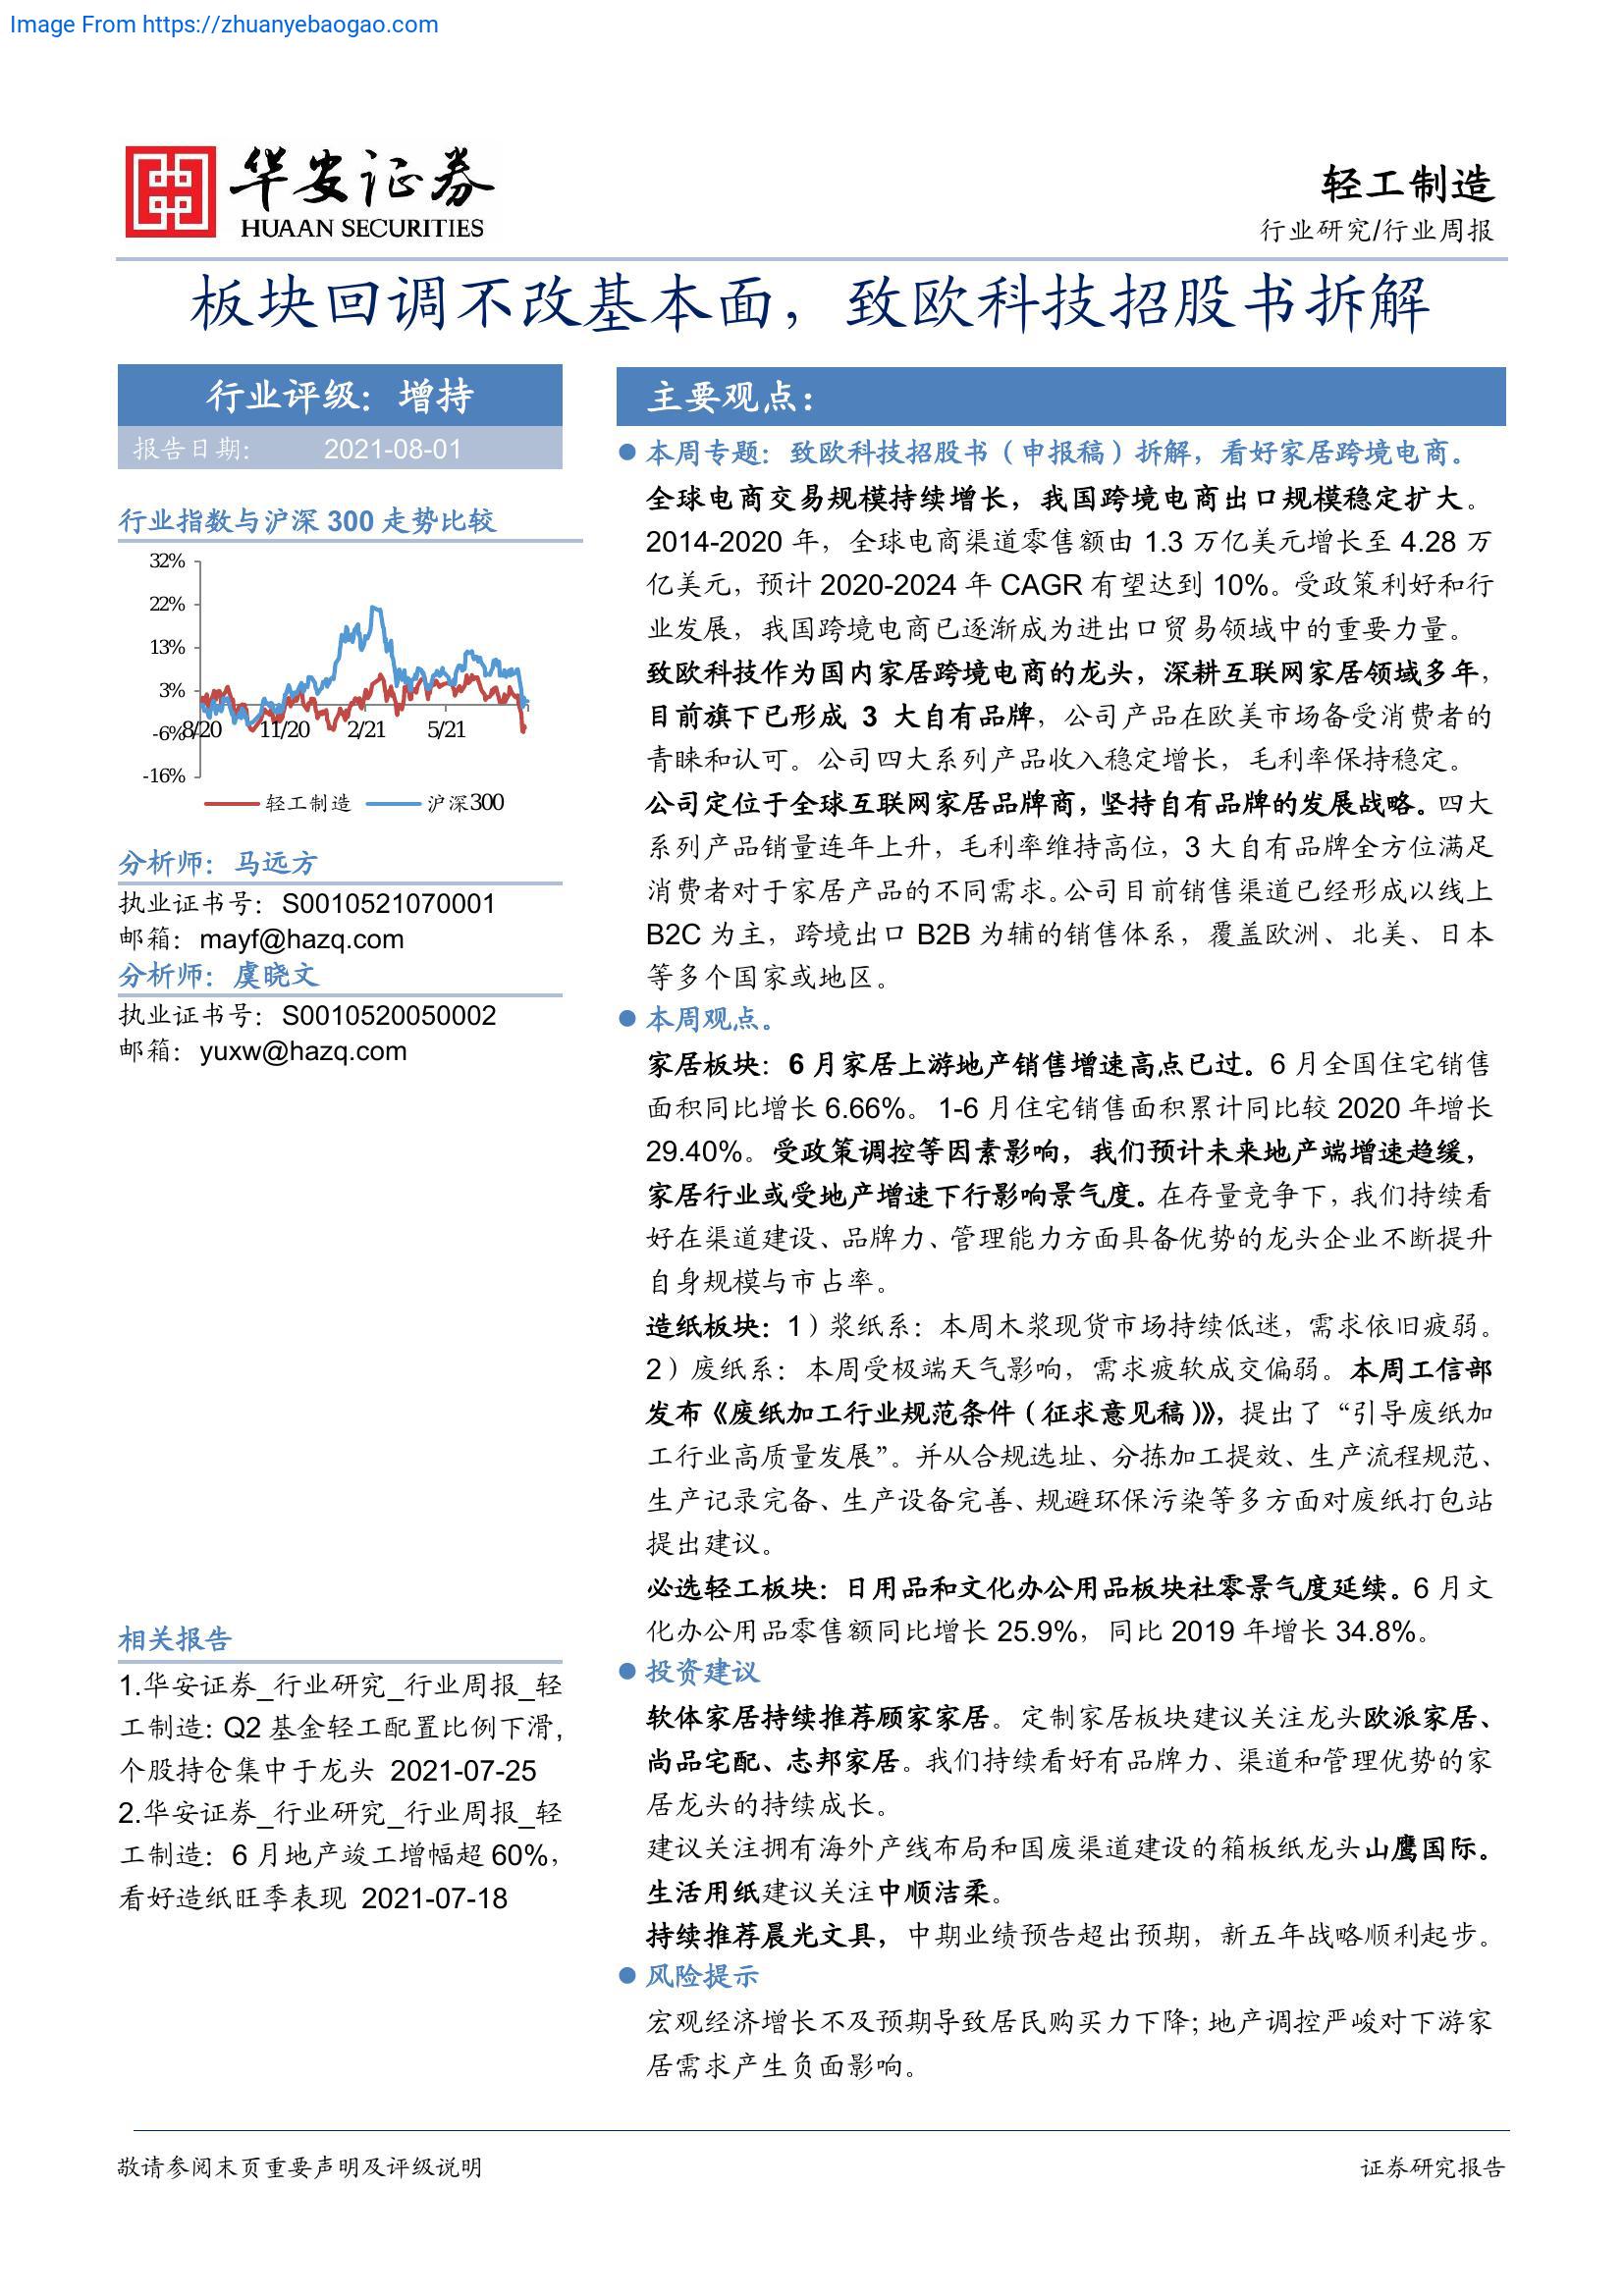 Image From https://zhuanyebaogao.com
华安证券
HUAAN SECURITIES
轻工制造
行业研究/行业周报
板块回调不改基本面，致欧科技招股书拆解
行业评级：增持
报告日期： 2021-08-01
行业指数与沪深 300 走势比较
32%
22%
13%
3%
-6%
-16%
8/20 11/20 2/21 5/21
轻工制造 沪深300
分析师：马远方
执业证书号：S0010521070001
邮箱：mayf@hazq.com
分析师：虞晓文
执业证书号：S0010520050002
邮箱：yuxw@hazq.com
相关报告
1.华安证券_行业研究_行业周报_轻
工制造：Q2 基金轻工配置比例下滑，
个股持仓集中于龙头 2021-07-25
2.华安证券_行业研究_行业周报_轻
工制造：6 月地产竣工增幅超 60%，
看好造纸旺季表现 2021-07-18
主要观点：
● 本周专题：致欧科技招股书（申报稿）拆解，看好家居跨境电商。
全球电商交易规模持续增长，我国跨境电商出口规模稳定扩大。
2014-2020 年，全球电商渠道零售额由 1.3 万亿美元增长至 4.28 万
亿美元，预计 2020-2024 年 CAGR 有望达到 10%。受政策利好和行
业发展，我国跨境电商已逐渐成为进出口贸易领域中的重要力量。
致欧科技作为国内家居跨境电商的龙头，深耕互联网家居领域多年，
目前旗下已形成 3 大自有品牌，公司产品在欧美市场备受消费者的
青睐和认可。公司四大系列产品收入稳定增长，毛利率保持稳定。
公司定位于全球互联网家居品牌商，坚持自有品牌的发展战略。四大
系列产品销量连年上升，毛利率维持高位，3 大自有品牌全方位满足
消费者对于家居产品的不同需求。公司目前销售渠道已经形成以线上
B2C 为主，跨境出口 B2B 为辅的销售体系，覆盖欧洲、北美、日本
等多个国家或地区。
● 本周观点。
家居板块：6 月家居上游地产销售增速高点已过。6 月全国住宅销售
面积同比增长 6.66%。1-6 月住宅销售面积累计同比较 2020 年增长
29.40%。受政策调控等因素影响，我们预计未来地产端增速趋缓，
家居行业或受地产增速下行影响景气度。在存量竞争下，我们持续看
好在渠道建设、品牌力、管理能力方面具备优势的龙头企业不断提升
自身规模与市占率。
造纸板块：1）浆纸系：本周木浆现货市场持续低迷，需求依旧疲弱。
2）废纸系：本周受极端天气影响，需求疲软成交偏弱。本周工信部
发布《废纸加工行业规范条件（征求意见稿）》，提出了“引导废纸加
工行业高质量发展”。并从合规选址、分拣加工提效、生产流程规范、
生产记录完备、生产设备完善、规避环保污染等多方面对废纸打包站
提出建议。
必选轻工板块：日用品和文化办公用品板块社零景气度延续。6 月文
化办公用品零售额同比增长 25.9%，同比 2019 年增长 34.8%。
● 投资建议
软体家居持续推荐顾家家居。定制家居板块建议关注龙头欧派家居、
尚品宅配、志邦家居。我们持续看好有品牌力、渠道和管理优势的家
居龙头的持续成长。
建议关注拥有海外产线布局和国废渠道建设的箱板纸龙头山鹰国际。
生活用纸建议关注中顺洁柔。
持续推荐晨光文具，中期业绩预告超出预期，新五年战略顺利起步。
● 风险提示
宏观经济增长不及预期导致居民购买力下降；地产调控严峻对下游家
居需求产生负面影响。
敬请参阅末页重要声明及评级说明
证券研究报告